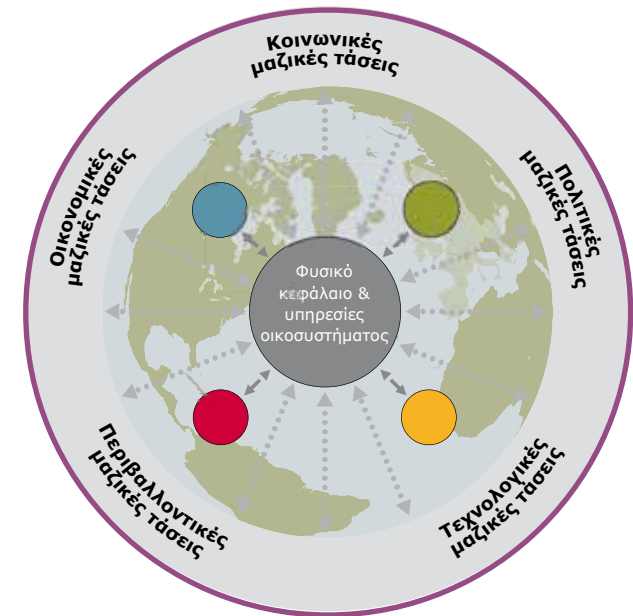 Κοινωνικές
μαζικές τάσεις
Οικονομικές
μαζικές τάσεις
Πολιτικές
μαζικές τάσεις
Φυσικό
κεφάλαιο &
υπηρεσίες
οικοσυστήματος
Περιβαλλοντικές
μαζικές τάσεις
Τεχνολογικές
μαζικές τάσεις